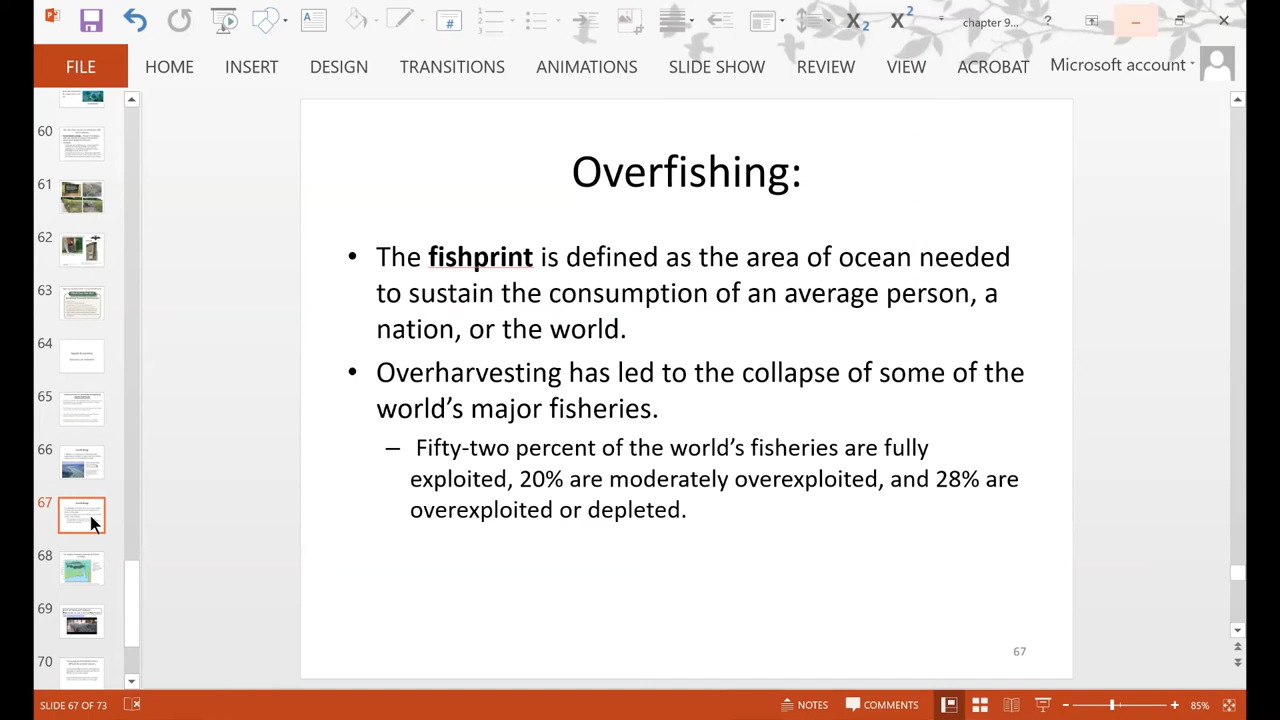 chapter 9...
?
FILE
HOME
INSERT
DESIGN
TRANSITIONS
ANIMATIONS
SLIDE SHOW
REVIEW
VIEW
ACROBAT
Microsoft account
60
61
62
63
64
65
66
67
68
69
70
Overfishing:
• The fishprint is defined as the area of ocean needed
to sustain the consumption of an average person, a
nation, or the world.
• Overharvesting has led to the collapse of some of the
world’s major fisheries.
– Fifty-two percent of the world’s fisheries are fully
exploited, 20% are moderately overexploited, and 28% are
overexploited or depleted.
67
SLIDE 67 OF 73
NOTES
COMMENTS
85%